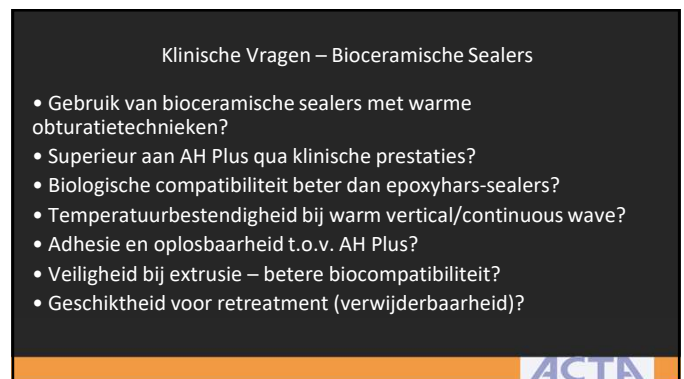 Klinische Vragen – Bioceramische Sealers
• Gebruik van bioceramische sealers met warme
obturatietechnieken?
• Superieur aan AH Plus qua klinische prestaties?
• Biologische compatibiliteit beter dan epoxyhars-sealers?
• Temperatuurbestendigheid bij warm vertical/continuous wave?
• Adhesie en oplosbaarheid t.o.v. AH Plus?
• Veiligheid bij extrusie – betere biocompatibiliteit?
• Geschiktheid voor retreatment (verwijderbaarheid)?
ACTA